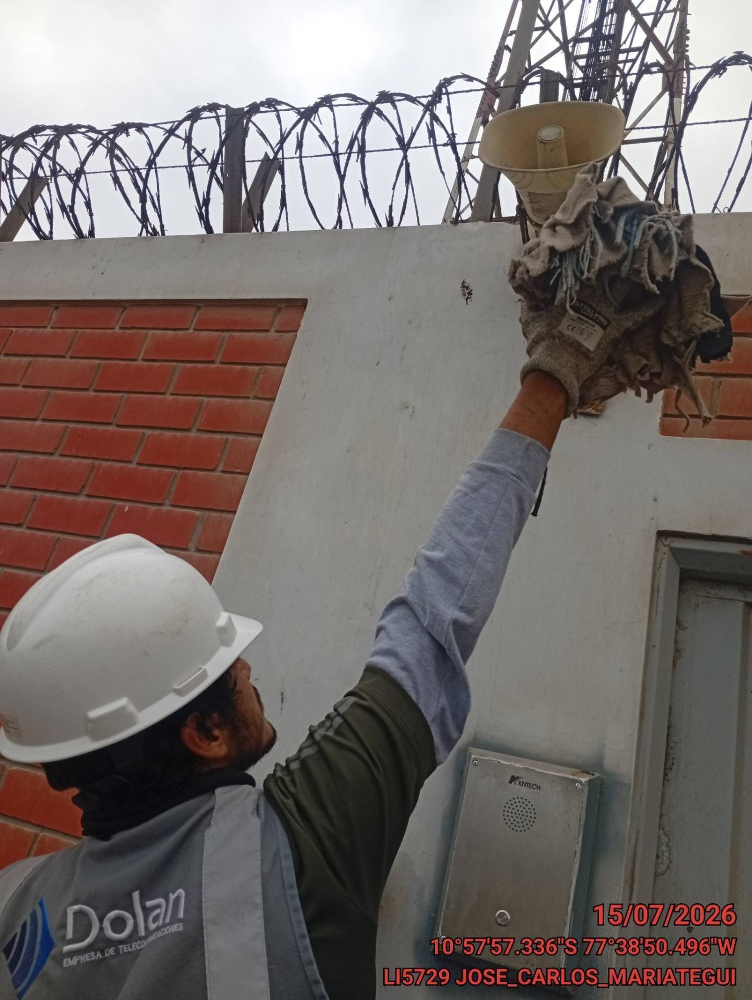 KNTECH
Dolan
EMPRESA DE TELECOMUNICACIONES
15/07/2026
10°57'57.336"S 77°38'50.496"W
LI5729 JOSE_CARLOS_MARIATEGUI